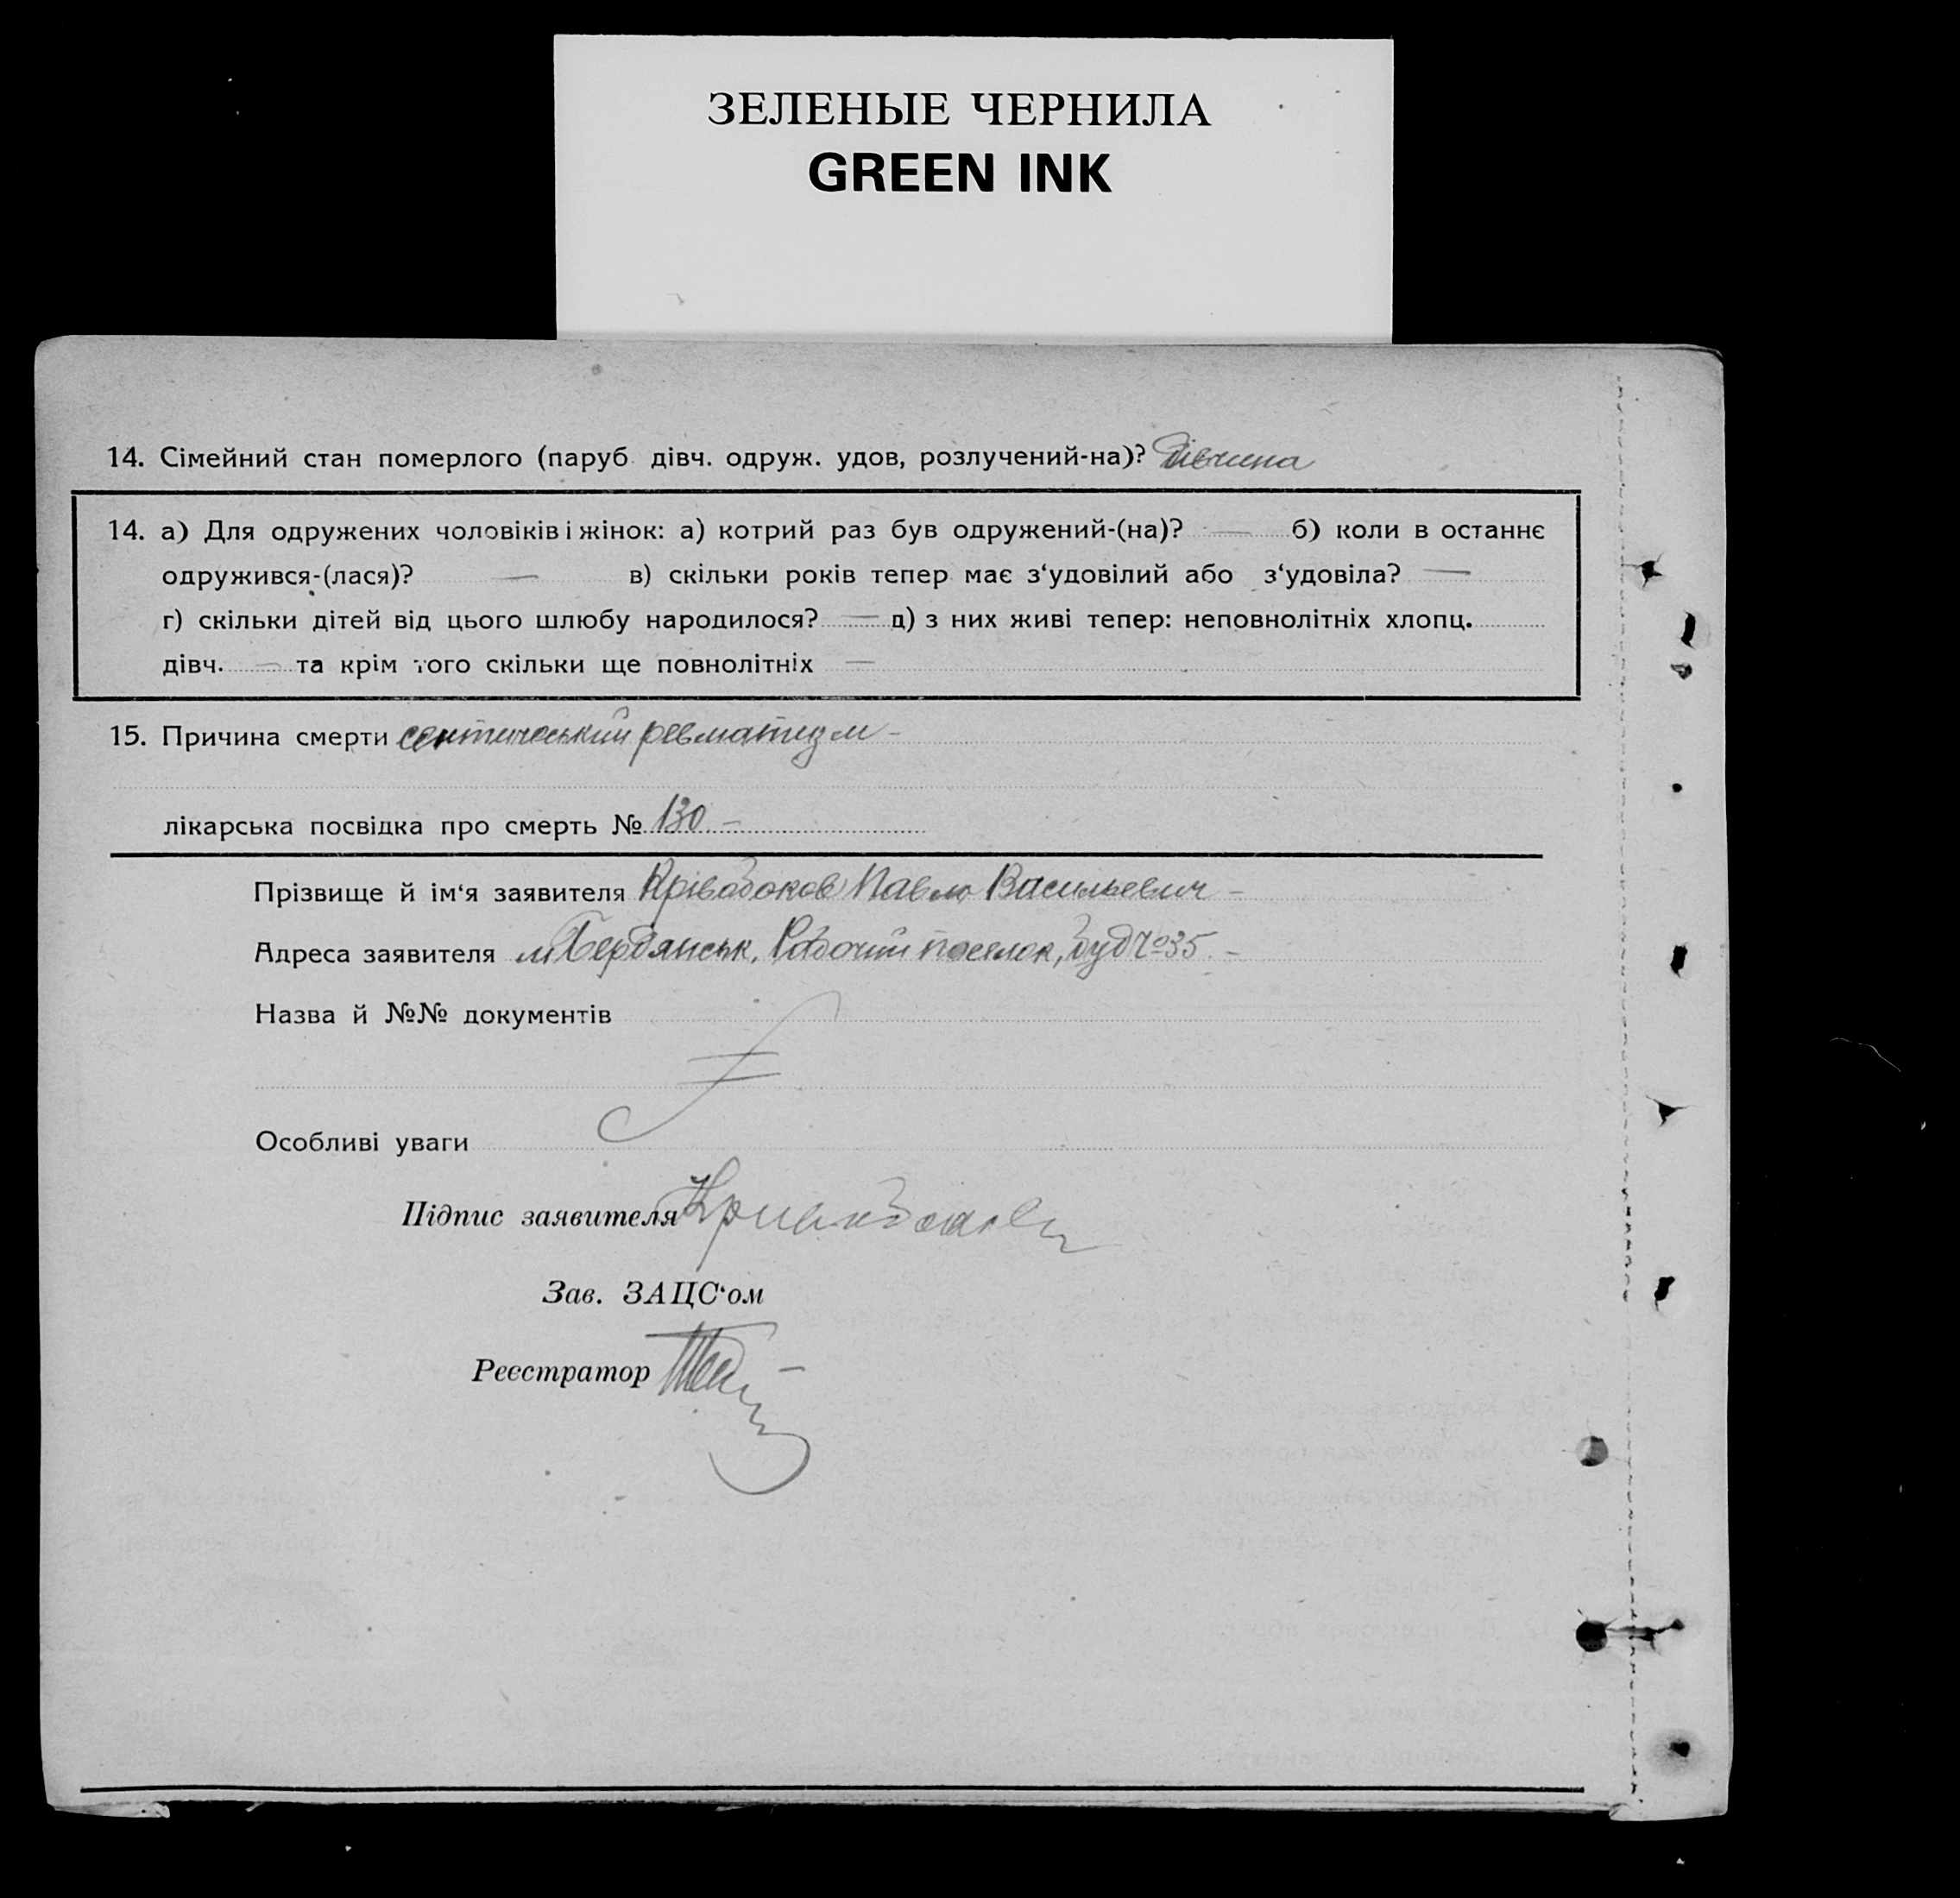 ЗЕЛЕНЫЕ ЧЕРНИЛА
GREEN INK
14. Сімейний стан померлого (паруб. дівч. одруж. удов, розлучений-на)? дівчина
14. а) Для одружених чоловіків і жінок: а) котрий раз був одружений-(на)? — б) коли в останнє
одружився-(лася)? — в) скільки років тепер має з‘удовілий або з‘удовіла? —
г) скільки дітей від цього шлюбу народилося? — д) з них живі тепер: неповнолітніх хлопц.
дівч. — та крім того скільки ще повнолітніх —
15. Причина смерти септичеський ревматизм –
лікарська посвідка про смерть № 130 –
Прізвище й ім‘я заявителя Крівобоков Павло Васильевич –
Адреса заявителя м. Бердянськ, Робочий поселок, буд № 35. –
Назва й №№ документів
Особливі уваги
Підпис заявителя
Зав. ЗАЦС‘ом
Реєстратор